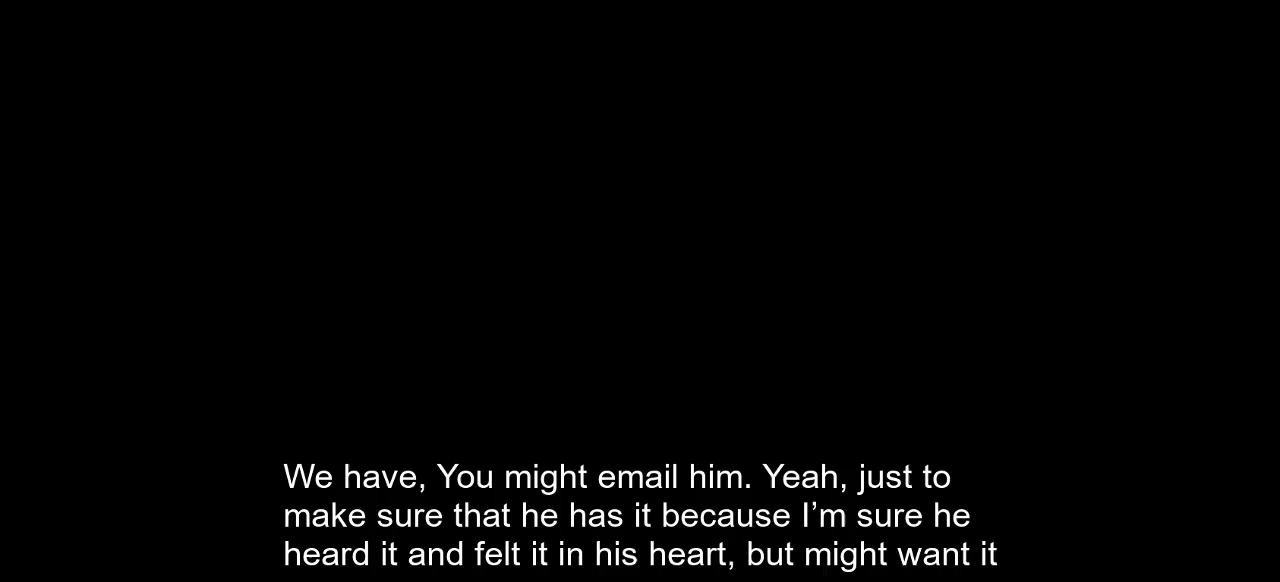 We have, You might email him. Yeah, just to
make sure that he has it because I’m sure he
heard it and felt it in his heart, but might want it